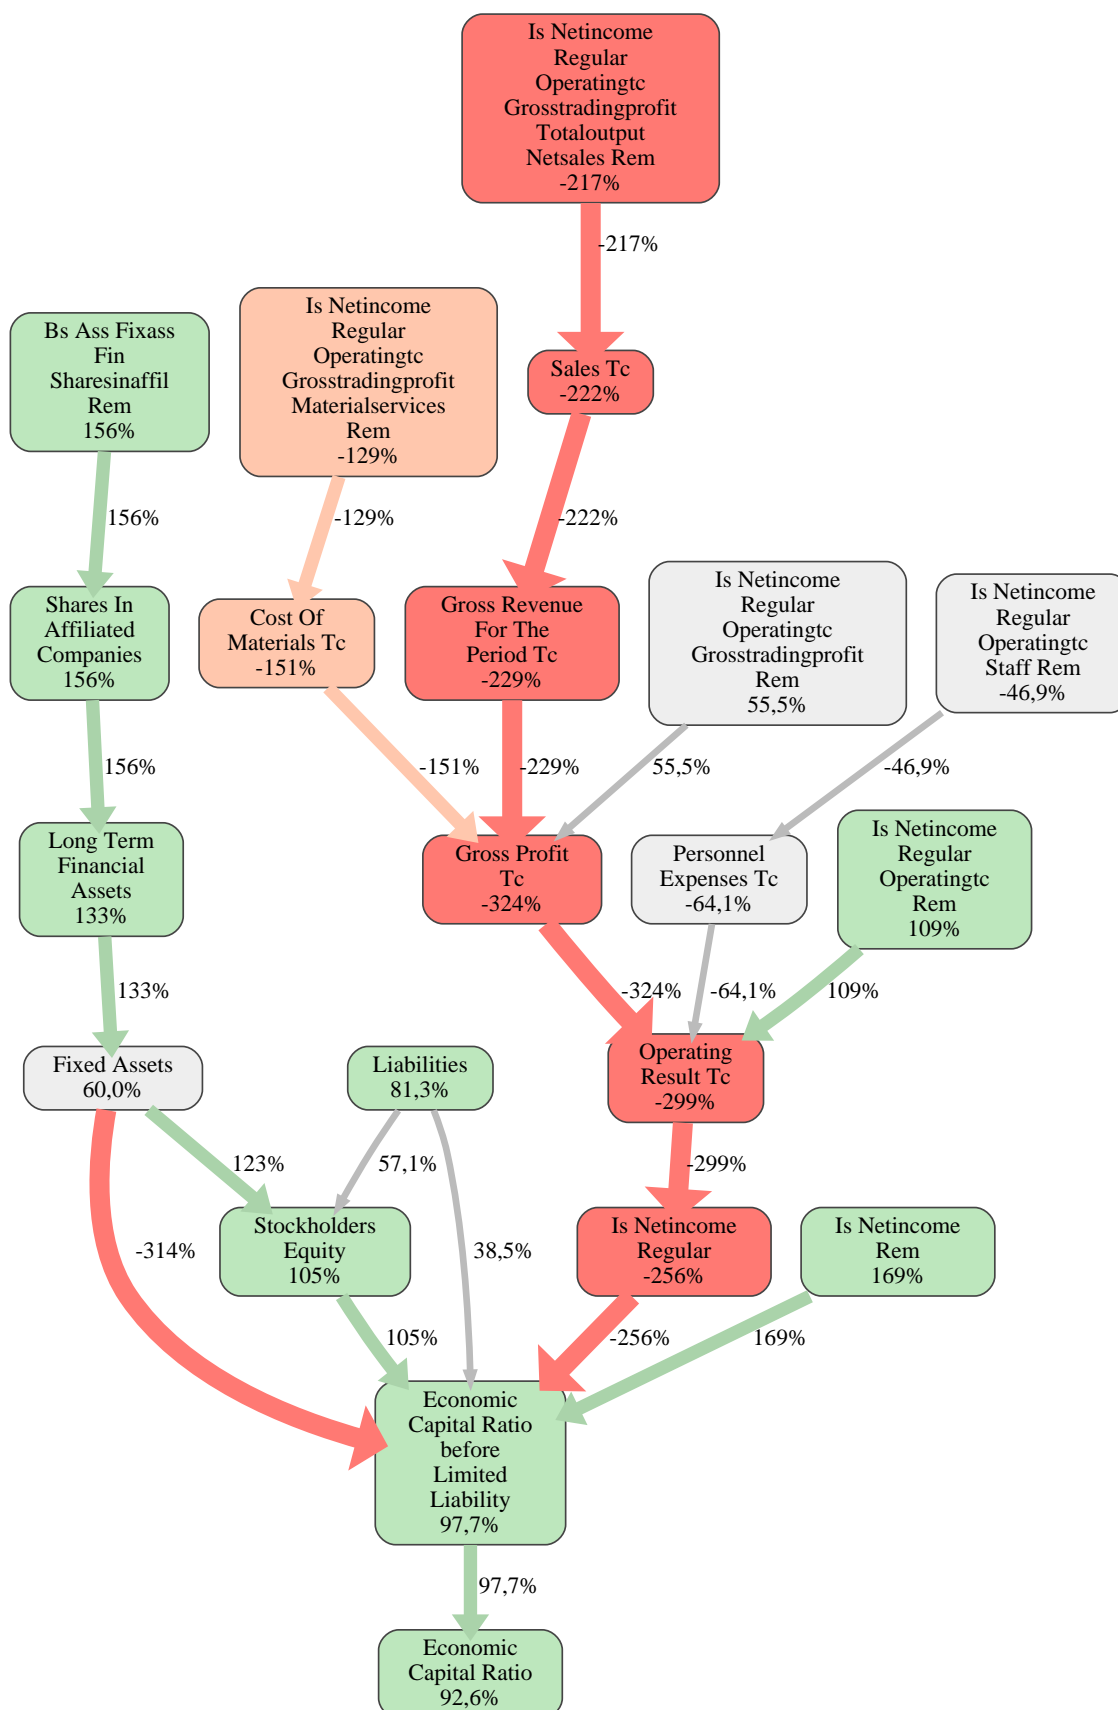 Is Netincome
Regular
Operatingtc
Grosstradingprofit
Totaloutput
Netsales Rem
-217%
-217%
Bs Ass Fixass
Fin
Sharesinaffil
Rem
156%
Is Netincome
Regular
Operatingtc
Grosstradingprofit
Materialservices
Rem
-129%
Sales Tc
-222%
156%
-129%
-222%
Shares In
Affiliated
Companies
156%
Cost Of
Materials Tc
-151%
Gross Revenue
For The
Period Tc
-229%
Is Netincome
Regular
Operatingtc
Grosstradingprofit
Rem
55,5%
Is Netincome
Regular
Operatingtc
Staff Rem
-46,9%
156%
-151%
-229%
55,5%
-46,9%
Long Term
Financial
Assets
133%
Gross Profit
Tc
-324%
Personnel
Expenses Tc
-64,1%
Is Netincome
Regular
Operatingtc
Rem
109%
133%
-324%
-64,1%
109%
Fixed Assets
60,0%
Liabilities
81,3%
Operating
Result Tc
-299%
123%
57,1%
-299%
-314%
38,5%
Stockholders
Equity
105%
Is Netincome
Regular
-256%
Is Netincome
Rem
169%
105%
-256%
169%
Economic
Capital Ratio
before
Limited
Liability
97,7%
97,7%
Economic
Capital Ratio
92,6%